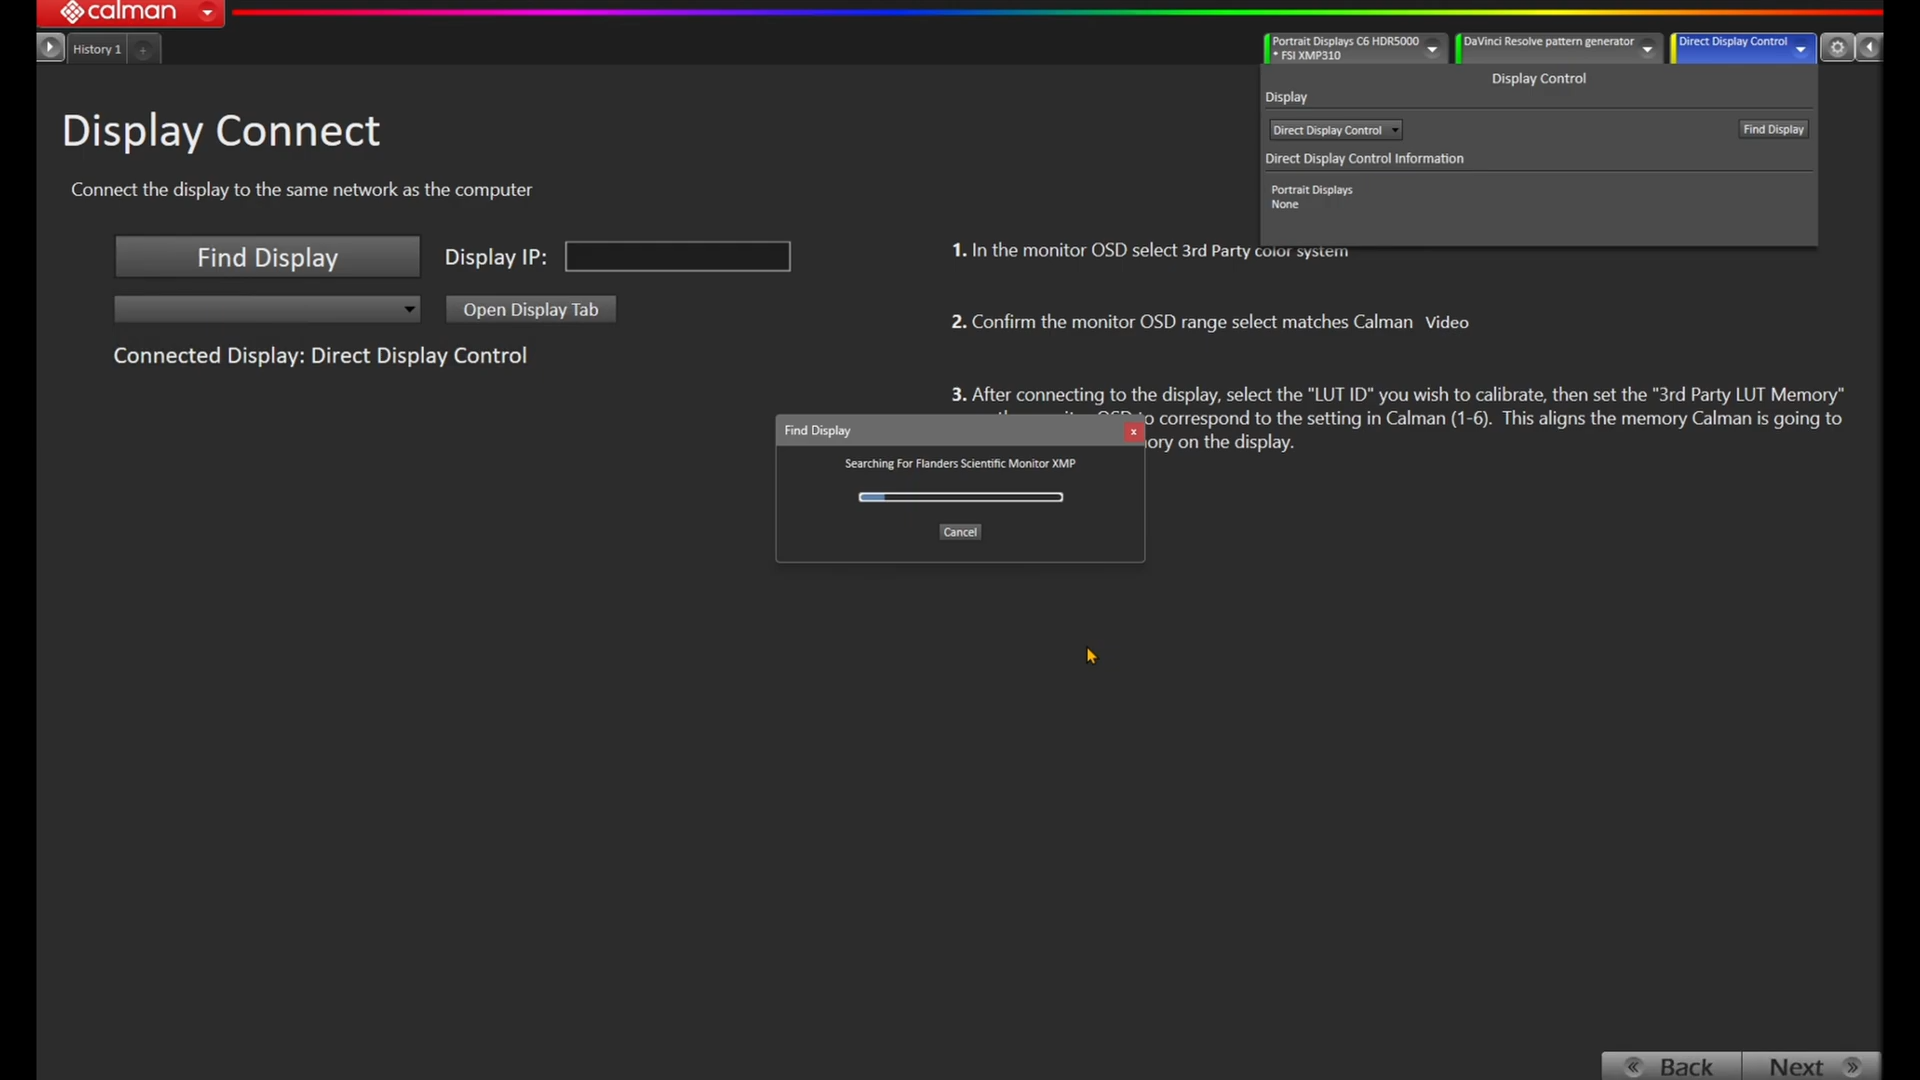 calman
History 1
+
Portrait Displays C6 HDR5000
* FSI XMP310
DaVinci Resolve pattern generator
Direct Display Control
Display Control
Display
Direct Display Control
Find Display
Direct Display Control Information
Portrait Displays
None
Display Connect
Connect the display to the same network as the computer
Find Display
Display IP:
Open Display Tab
Connected Display: Direct Display Control
1. In the monitor OSD select 3rd Party color system
2. Confirm the monitor OSD range select matches Calman Video
3. After connecting to the display, select the "LUT ID" you wish to calibrate, then set the "3rd Party LUT Memory"
to correspond to the setting in Calman (1-6). This aligns the memory Calman is going to
on the display.
Find Display
x
Searching For Flanders Scientific Monitor XMP
Cancel
Back
Next